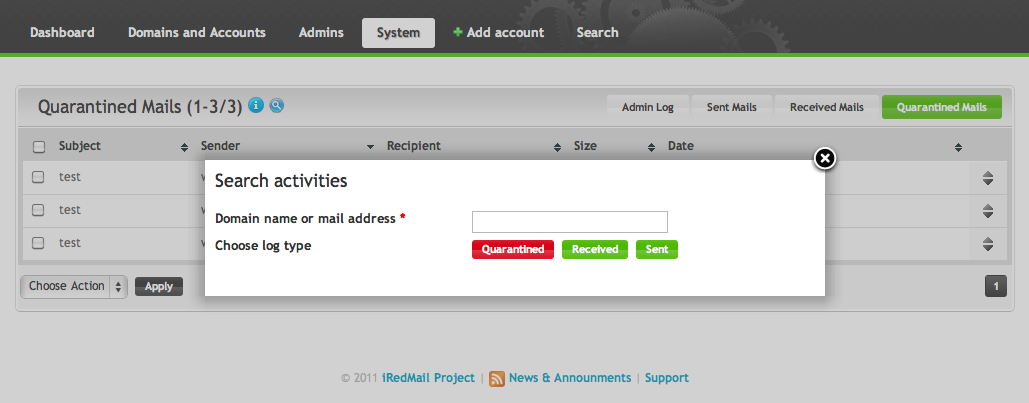 Dashboard Domains and Accounts Admins System + Add account Search
Quarantined Mails (1-3/3) Admin Log Sent Mails Received Mails Quarantined Mails
Subject Sender Recipient Size Date
test
test
test
Search activities
Domain name or mail address *
Choose log type Quarantined Received Sent
Choose Action Apply 1
© 2011 iRedMail Project | News & Announments | Support